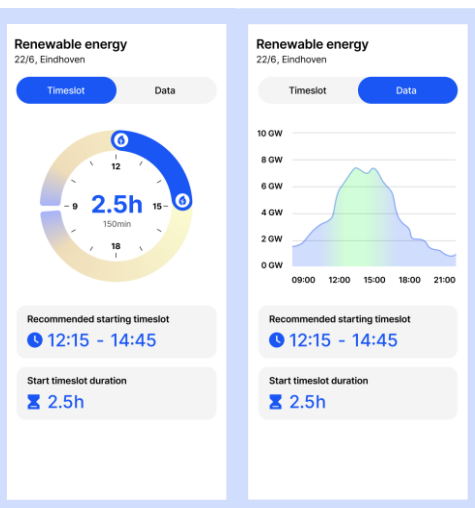 Renewable energy
22/6, Eindhoven
Timeslot
Data
12
9
2.5h
15
150min
18
Recommended starting timeslot
12:15 - 14:45
Start timeslot duration
2.5h
Renewable energy
22/6, Eindhoven
Timeslot
Data
10 GW
8 GW
6 GW
4 GW
2 GW
0 GW
09:00 12:00 15:00 18:00 21:00
Recommended starting timeslot
12:15 - 14:45
Start timeslot duration
2.5h